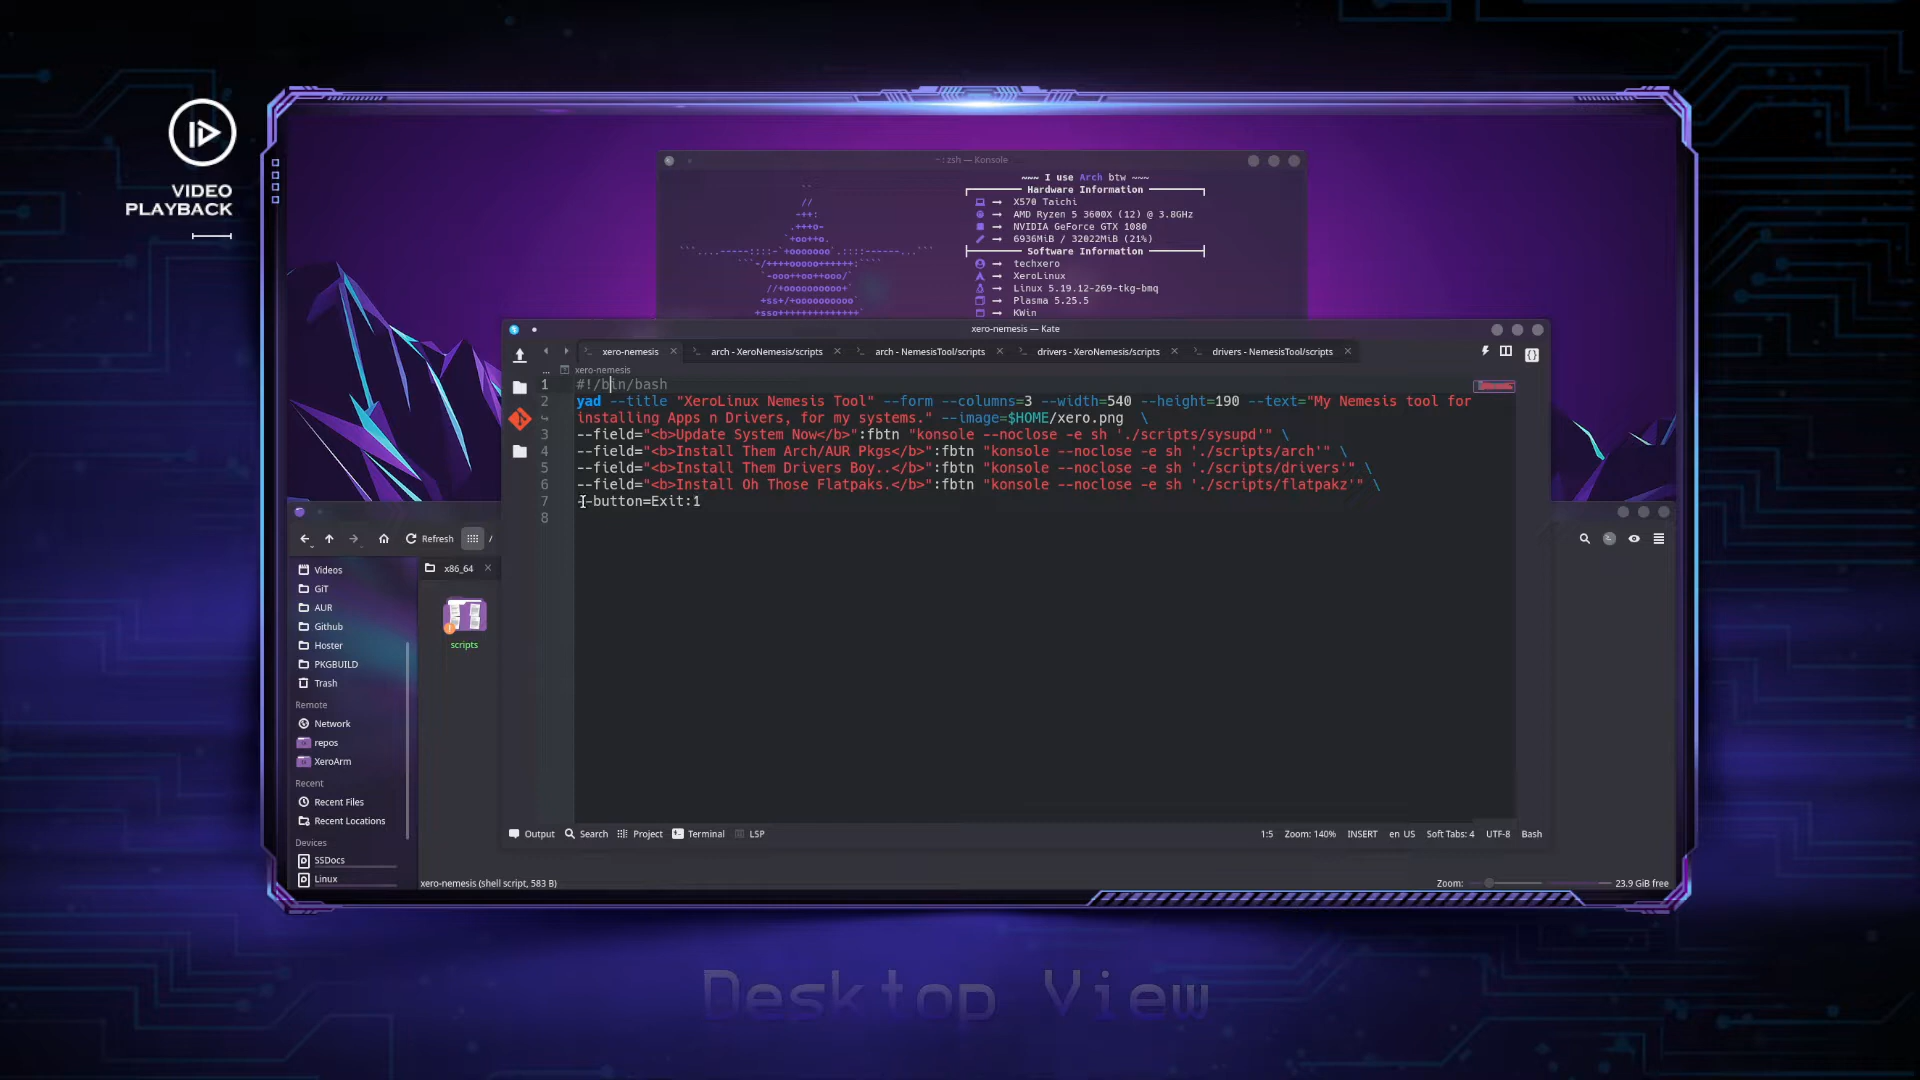 VIDEO
PLAYBACK
~ : zsh — Konsole
~~~ I use Arch btw ~~~
Hardware Information
X570 Taichi
AMD Ryzen 5 3600X (12) @ 3.8GHz
NVIDIA GeForce GTX 1080
6936MiB / 32022MiB (21%)
Software Information
techxero
XeroLinux
Linux 5.19.12-269-tkg-bmq
Plasma 5.25.5
KWin
xero-nemesis — Kate
xero-nemesis
arch - XeroNemesis/scripts
arch - NemesisTool/scripts
drivers - XeroNemesis/scripts
drivers - NemesisTool/scripts
... xero-nemesis
1 #!/bin/bash
2 yad --title "XeroLinux Nemesis Tool" --form --columns=3 --width=540 --height=190 --text="My Nemesis tool for
installing Apps n Drivers, for my systems." --image=$HOME/xero.png \
3 --field="<b>Update System Now</b>":fbtn "konsole --noclose -e sh './scripts/sysupd'" \
4 --field="<b>Install Them Arch/AUR Pkgs</b>":fbtn "konsole --noclose -e sh './scripts/arch'" \
5 --field="<b>Install Them Drivers Boy..</b>":fbtn "konsole --noclose -e sh './scripts/drivers'" \
6 --field="<b>Install Oh Those Flatpaks.</b>":fbtn "konsole --noclose -e sh './scripts/flatpakz'" \
7 --button=Exit:1
8
Output
Search
Project
Terminal
LSP
1:5
Zoom: 140%
INSERT
en US
Soft Tabs: 4
UTF-8
Bash
Refresh
/
Videos
GiT
AUR
Github
Hoster
PKGBUILD
Trash
Remote
Network
repos
XeroArm
Recent
Recent Files
Recent Locations
Devices
SSDocs
Linux
x86_64
scripts
xero-nemesis (shell script, 583 B)
Zoom:
23.9 GiB free
Desktop View